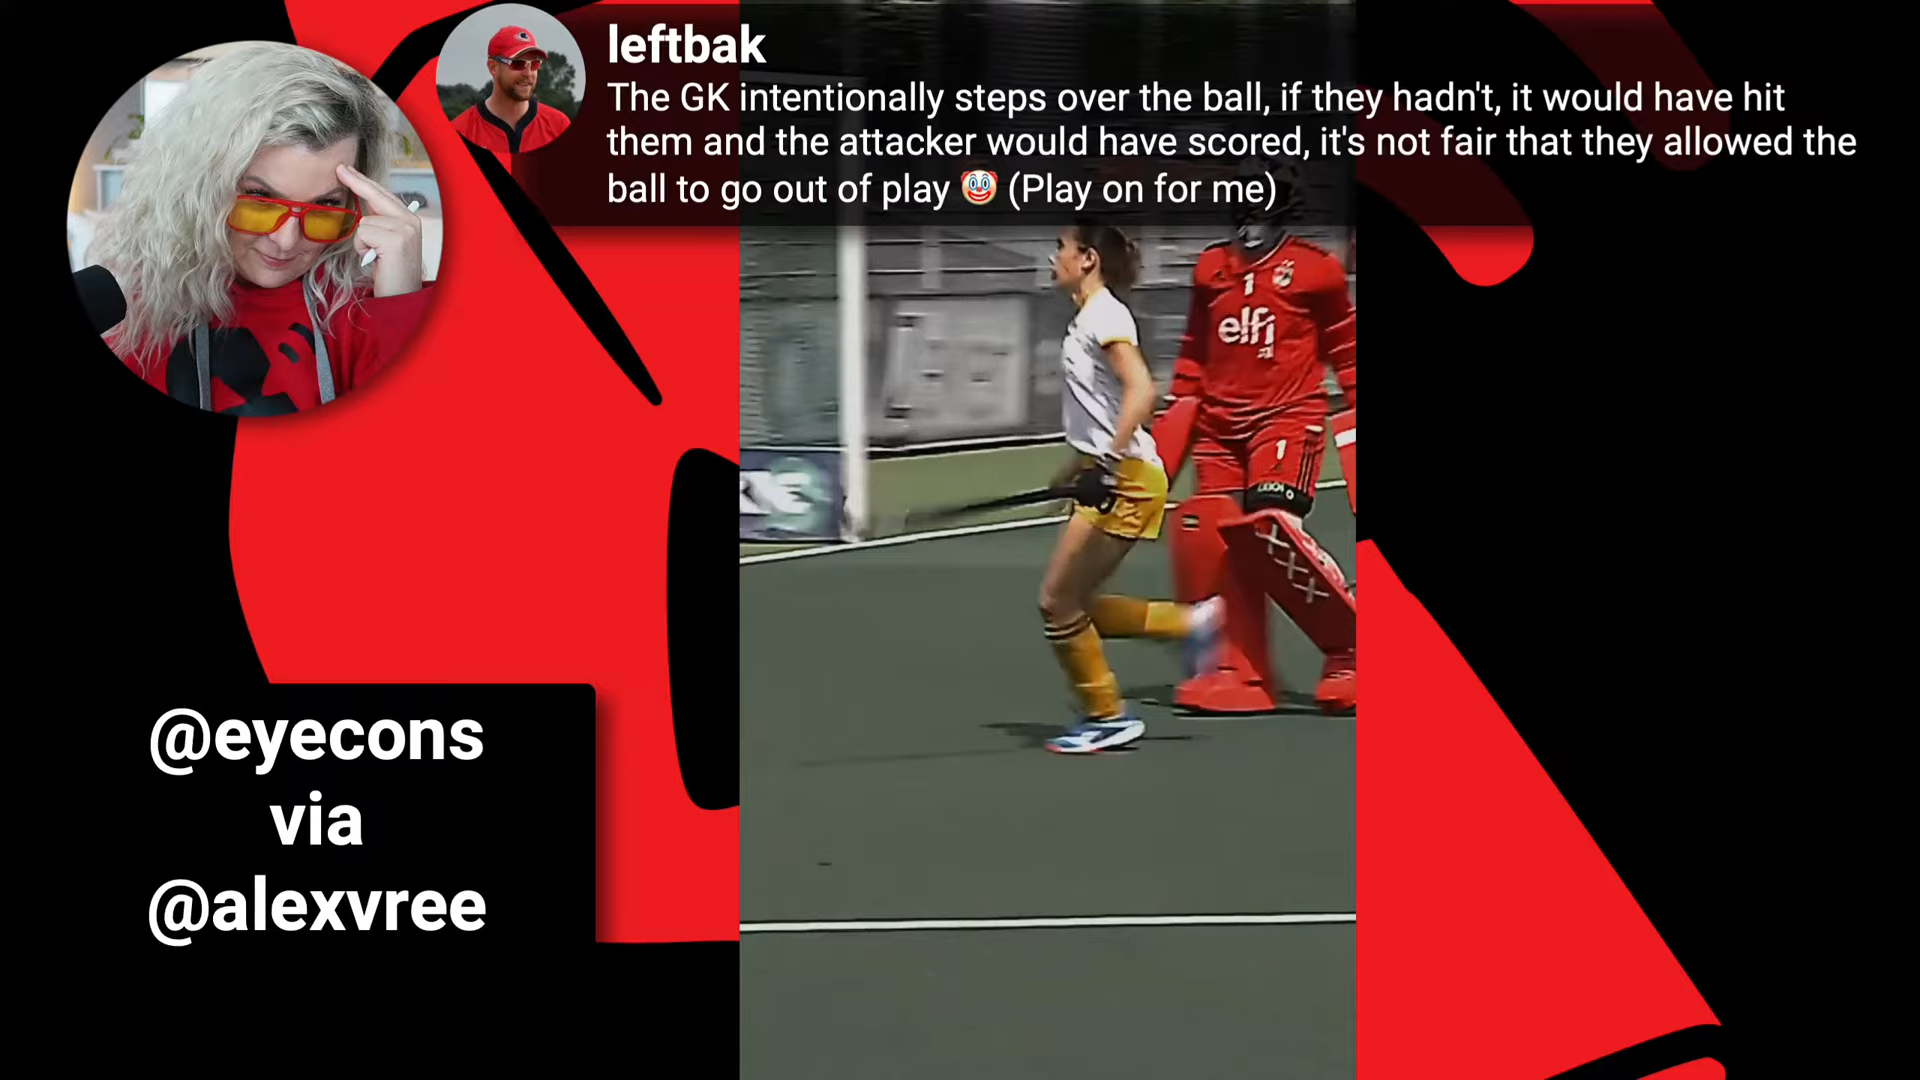 leftbak
The GK intentionally steps over the ball, if they hadn't, it would have hit
them and the attacker would have scored, it's not fair that they allowed the
ball to go out of play 🤡 (Play on for me)
1
elfi
1
@eyecons
via
@alexvree